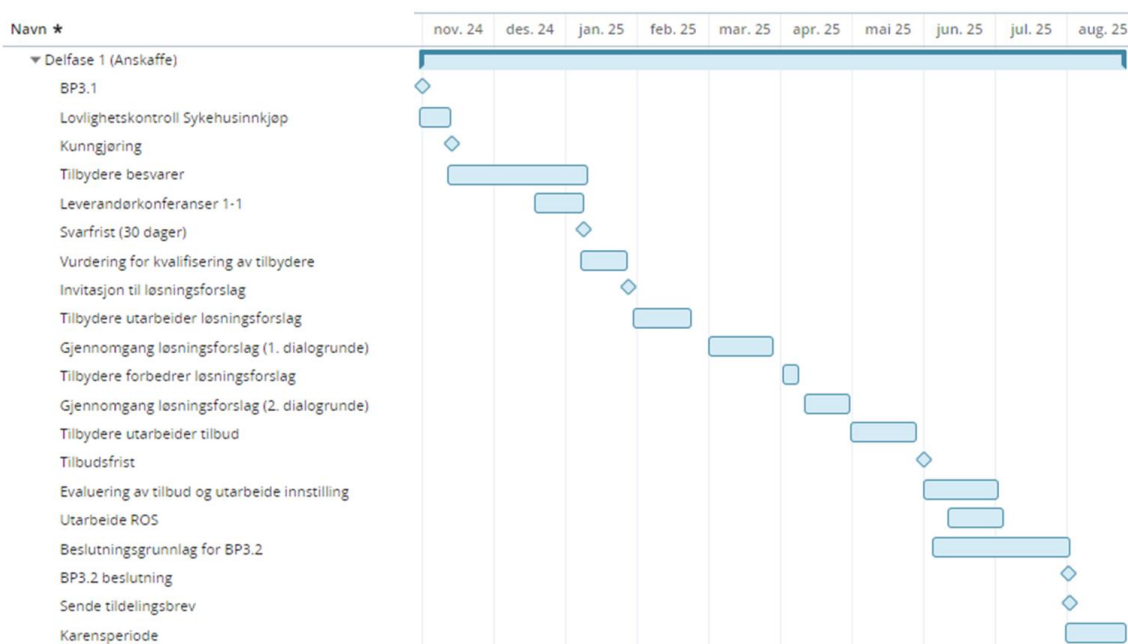 Navn * nov. 24 des. 24 jan. 25 feb. 25 mar. 25 apr. 25 mai 25 jun. 25 jul. 25 aug. 25
Delfase 1 (Anskaffe)
BP3.1
Lovlighetskontroll Sykehusinnkjøp
Kunngjøring
Tilbydere besvarer
Leverandørkonferanser 1-1
Svarfrist (30 dager)
Vurdering for kvalifisering av tilbydere
Invitasjon til løsningsforslag
Tilbydere utarbeider løsningsforslag
Gjennomgang løsningsforslag (1. dialogrunde)
Tilbydere forbedrer løsningsforslag
Gjennomgang løsningsforslag (2. dialogrunde)
Tilbydere utarbeider tilbud
Tilbudsfrist
Evaluering av tilbud og utarbeide innstilling
Utarbeide ROS
Beslutningsgrunnlag for BP3.2
BP3.2 beslutning
Sende tildelingsbrev
Karensperiode